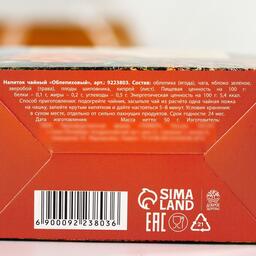 Напиток чайный «Облепиховый», арт.: 9223803. Состав: облепиха (ягода), чага, яблоко зеленое,
зверобой (трава), плоды шиповника, кипрей (лист). Пищевая ценность на 100 г:
белки – 0,1 г, жиры – 0,2 г, углеводы – 0,5 г. Энергетическая ценность на 100 г: 5,4 ккал.
Способ приготовления: подогрейте чайник, засыпьте чай из расчёта одна чайная ложка
на чашку, залейте крутым кипятком и дайте настояться 5–8 минут. Условия хранения:
в сухом месте, отдельно от сильно пахнущих продуктов. Срок годности: 24 мес.
Дата изготовления: Масса нетто: 50 г Изготовитель:
SIMA
LAND
EAC
21
6 900092 238036